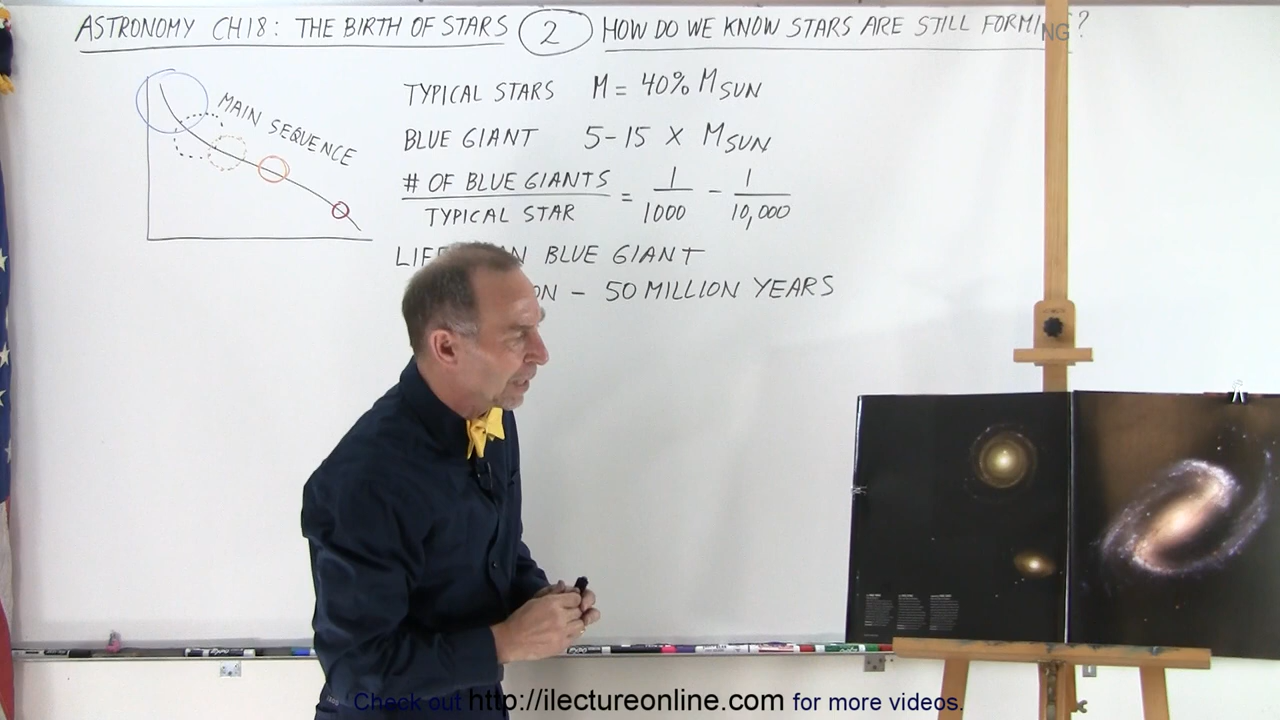 ASTRONOMY CH18: THE BIRTH OF STARS 2 HOW DO WE KNOW STARS ARE STILL FORMING?
MAIN SEQUENCE
TYPICAL STARS M = 40% MSUN
BLUE GIANT 5-15 X MSUN
# OF BLUE GIANTS
TYPICAL STAR
= 1/1000 - 1/10,000
BLUE GIANT
- 50 MILLION YEARS
Check out http://ilectureonline.com for more videos.